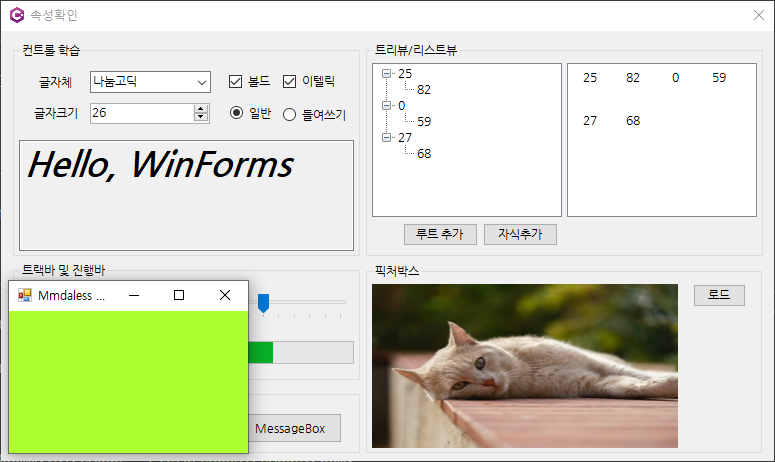 속성확인
컨트롤 학습
글자체 나눔고딕 볼드 이텔릭
글자크기 26 일반 들여쓰기
Hello, WinForms
트리뷰/리스트뷰
25
82
0
59
27
68
25 82 0 59
27 68
루트 추가 자식추가
트랙바 및 진행바
Mmdaless ...
MessageBox
픽처박스
로드